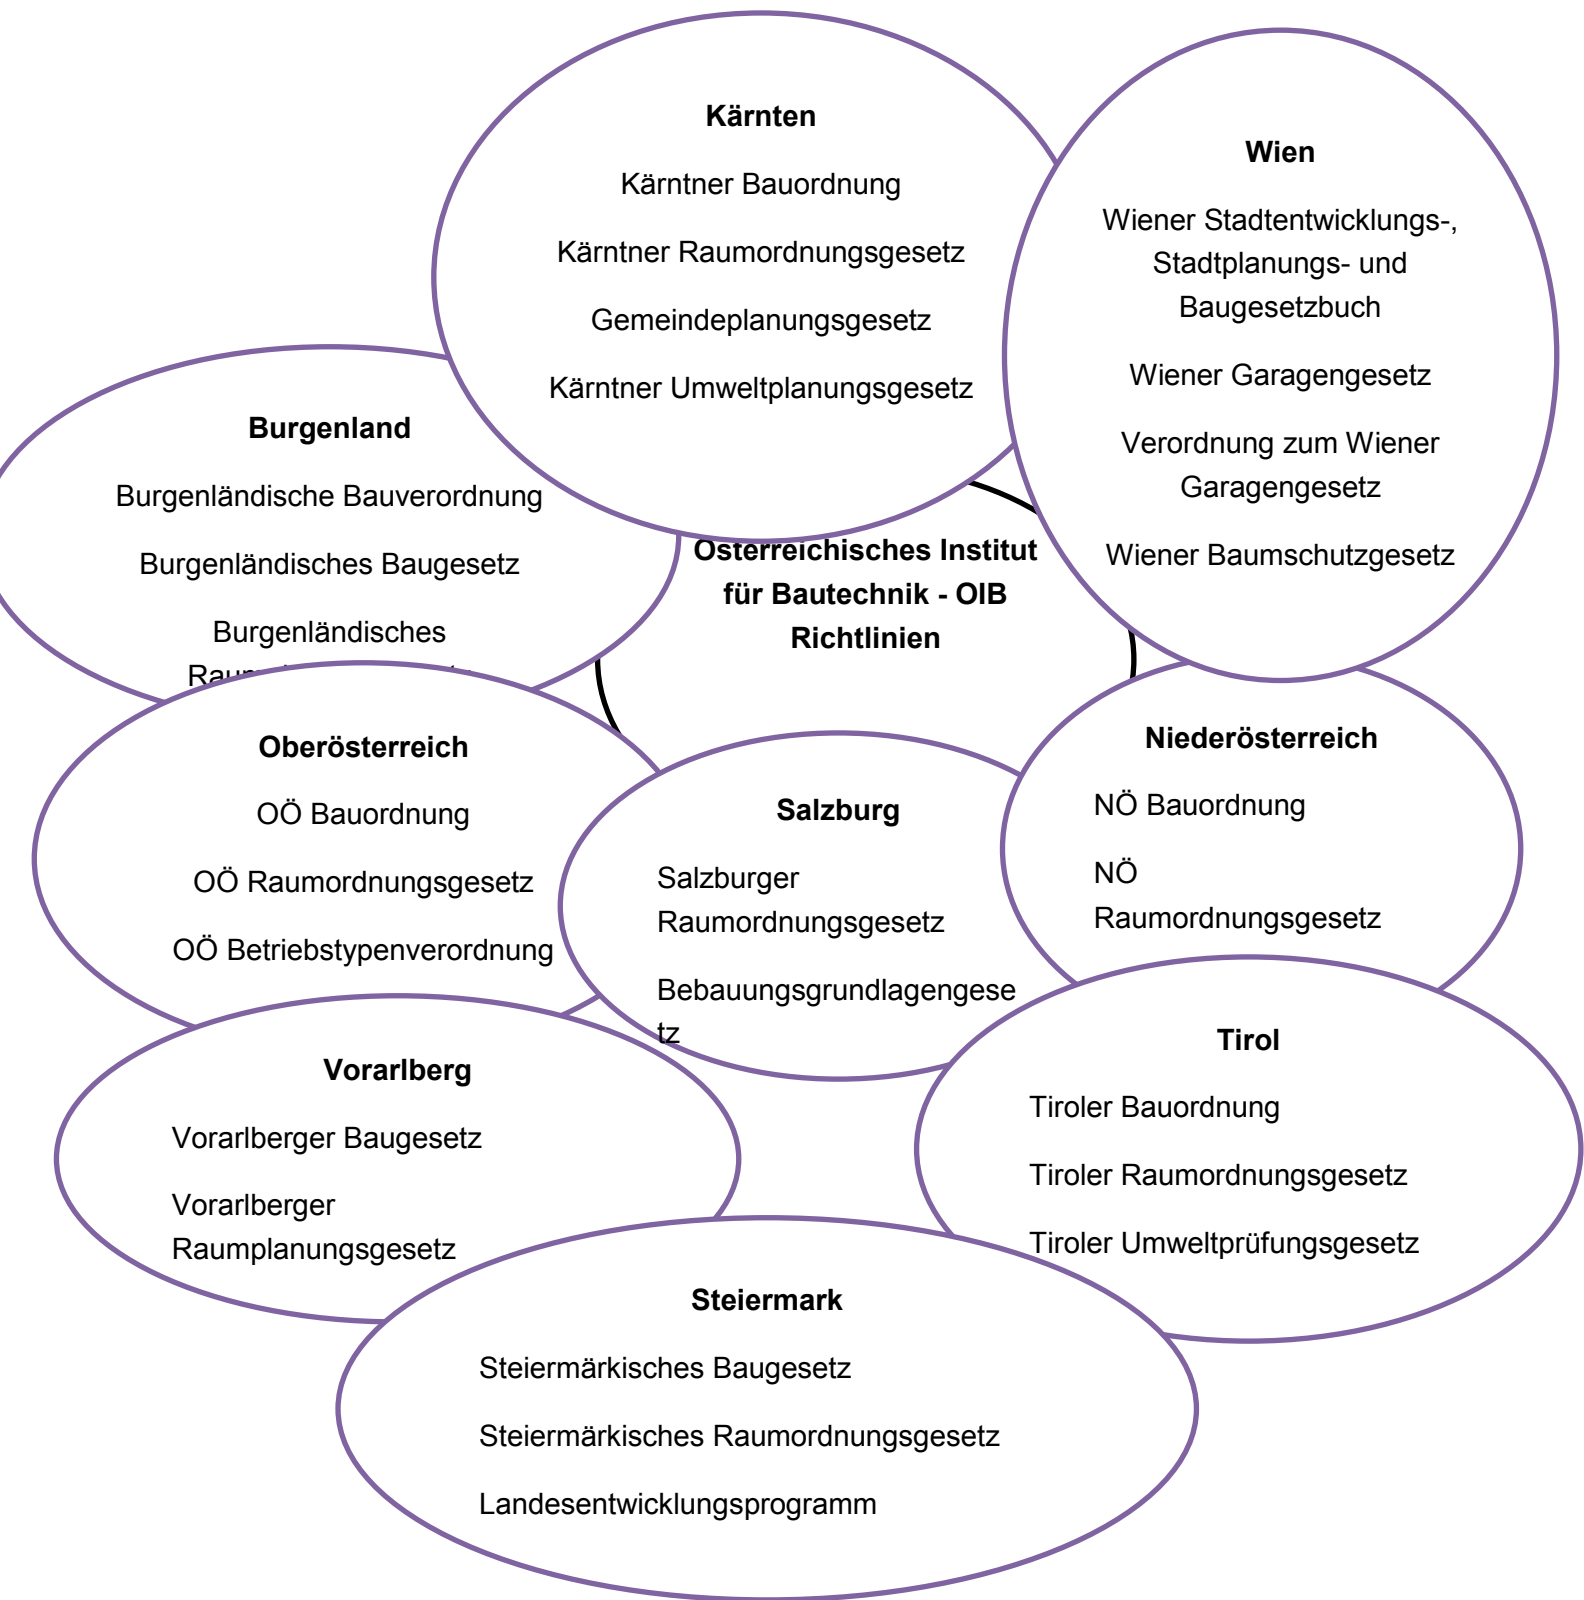 Kärnten
Kärntner Bauordnung
Kärntner Raumordnungsgesetz
Gemeindeplanungsgesetz
Kärntner Umweltplanungsgesetz
Wien
Wiener Stadtentwicklungs-,
Stadtplanungs- und
Baugesetzbuch
Wiener Garagengesetz
Verordnung zum Wiener
Garagengesetz
Wiener Baumschutzgesetz
Burgenland
Burgenländische Bauverordnung
Burgenländisches Baugesetz
Burgenländisches
Österreichisches Institut
für Bautechnik - OIB
Richtlinien
Oberösterreich
OÖ Bauordnung
OÖ Raumordnungsgesetz
OÖ Betriebstypenverordnung
Salzburg
Salzburger
Raumordnungsgesetz
Bebauungsgrundlagengese
tz
Niederösterreich
NÖ Bauordnung
NÖ
Raumordnungsgesetz
Vorarlberg
Vorarlberger Baugesetz
Vorarlberger
Raumplanungsgesetz
Tirol
Tiroler Bauordnung
Tiroler Raumordnungsgesetz
Tiroler Umweltprüfungsgesetz
Steiermark
Steiermärkisches Baugesetz
Steiermärkisches Raumordnungsgesetz
Landesentwicklungsprogramm